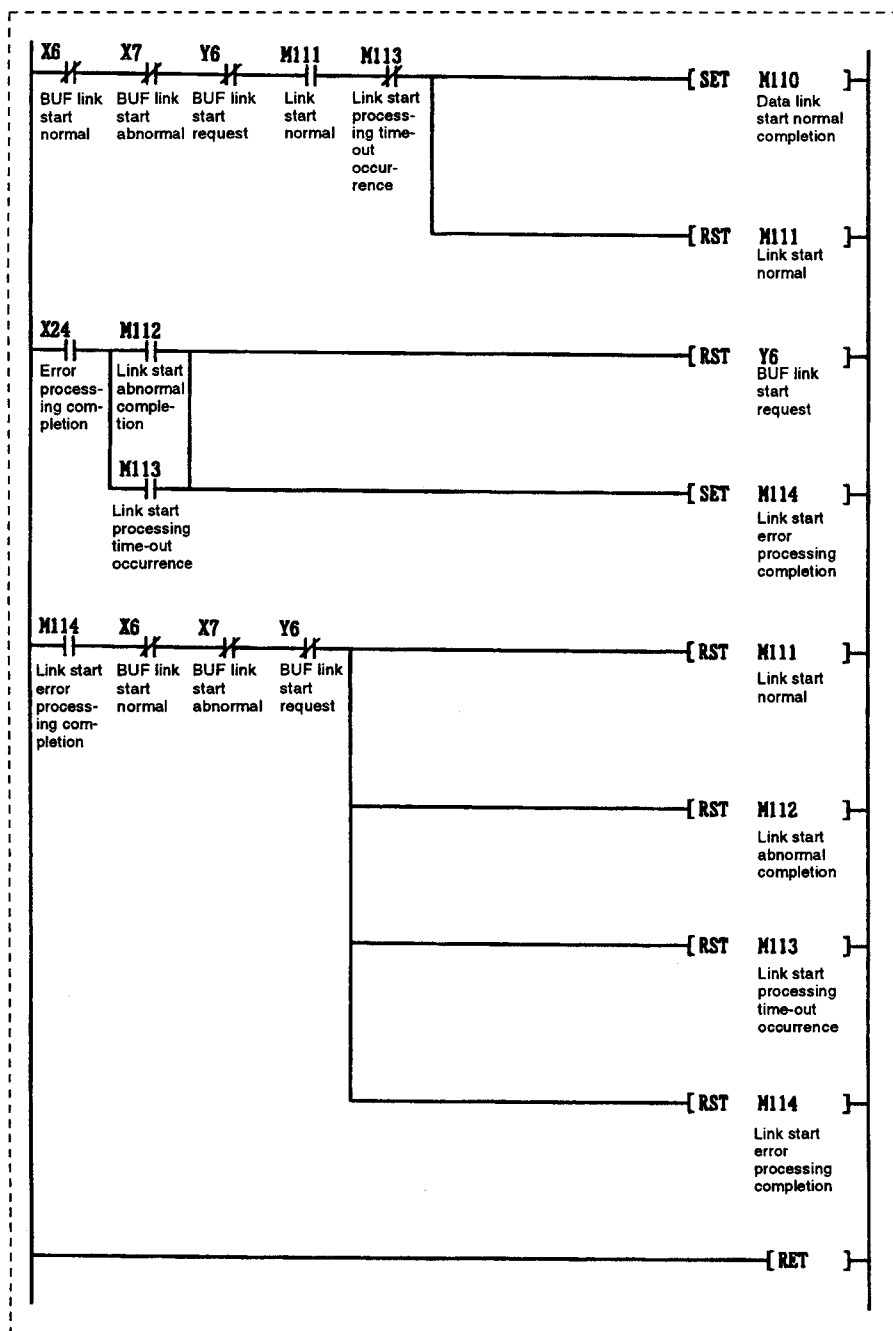 X6 X7 Y6 M111 M113
[ SET M110 ]
BUF link start normal
BUF link start abnormal
BUF link start request
Link start normal
Link start process-ing time-out occur-rence
Data link start normal completion
[ RST M111 ]
Link start normal
X24 M112
[ RST Y6 ]
Error process-ing com-pletion
Link start abnormal comple-tion
BUF link start request
M113
[ SET M114 ]
Link start processing time-out occurrence
Link start error processing completion
M114 X6 X7 Y6
[ RST M111 ]
Link start error process-ing com-pletion
BUF link start normal
BUF link start abnormal
BUF link start request
Link start normal
[ RST M112 ]
Link start abnormal completion
[ RST M113 ]
Link start processing time-out occurrence
[ RST M114 ]
Link start error processing completion
[ RET ]